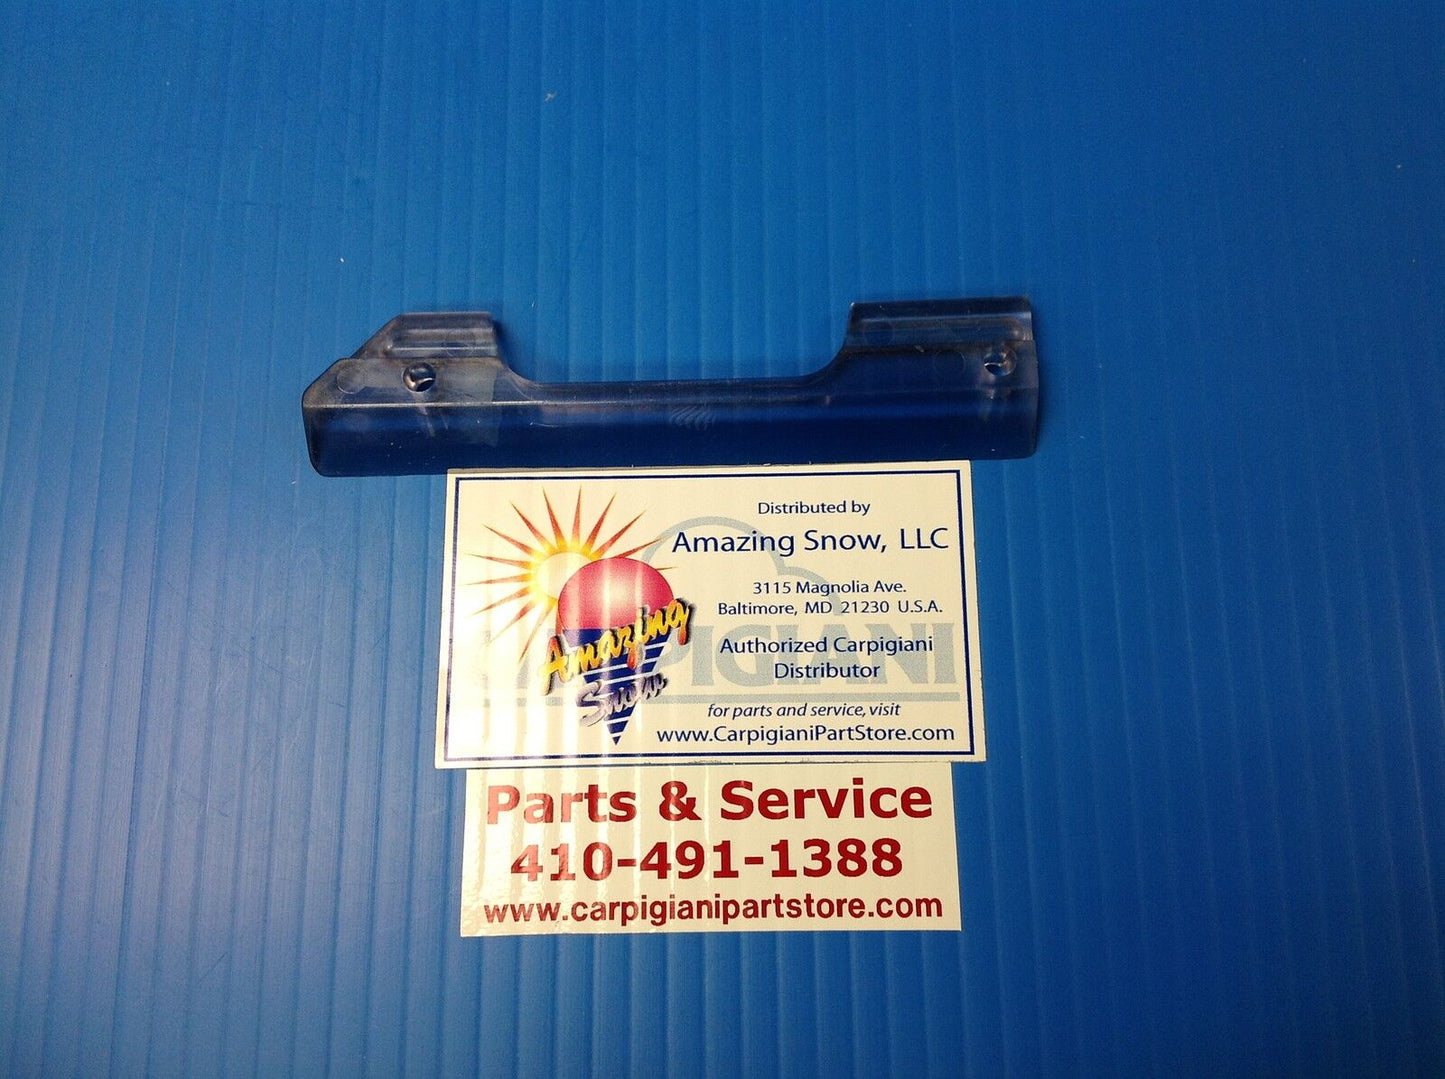 Distributed by
Amazing Snow, LLC
3115 Magnolia Ave.
Baltimore, MD 21230 U.S.A.
CARPIGIANI
Authorized Carpigiani
Distributor
for parts and service, visit
www.CarpigianiPartStore.com
Amazing
Snow
Parts & Service
410-491-1388
www.carpigianipartstore.com